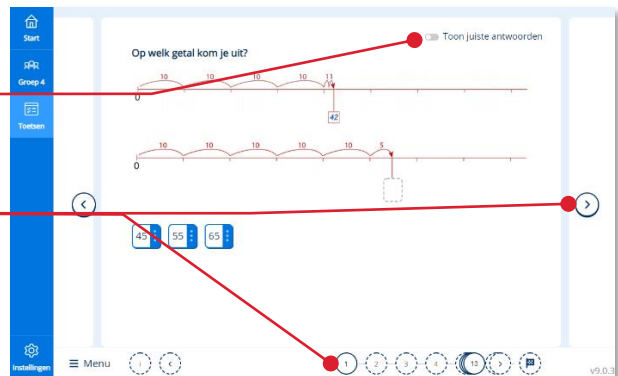 Start
Groep 4
Toetsen
Instellingen
Toon juiste antwoorden
Op welk getal kom je uit?
10 10 10 10 11
0
42
10 10 10 10 10 5
0
45 55 65
Menu
1 2 3 4 13
v9.0.3